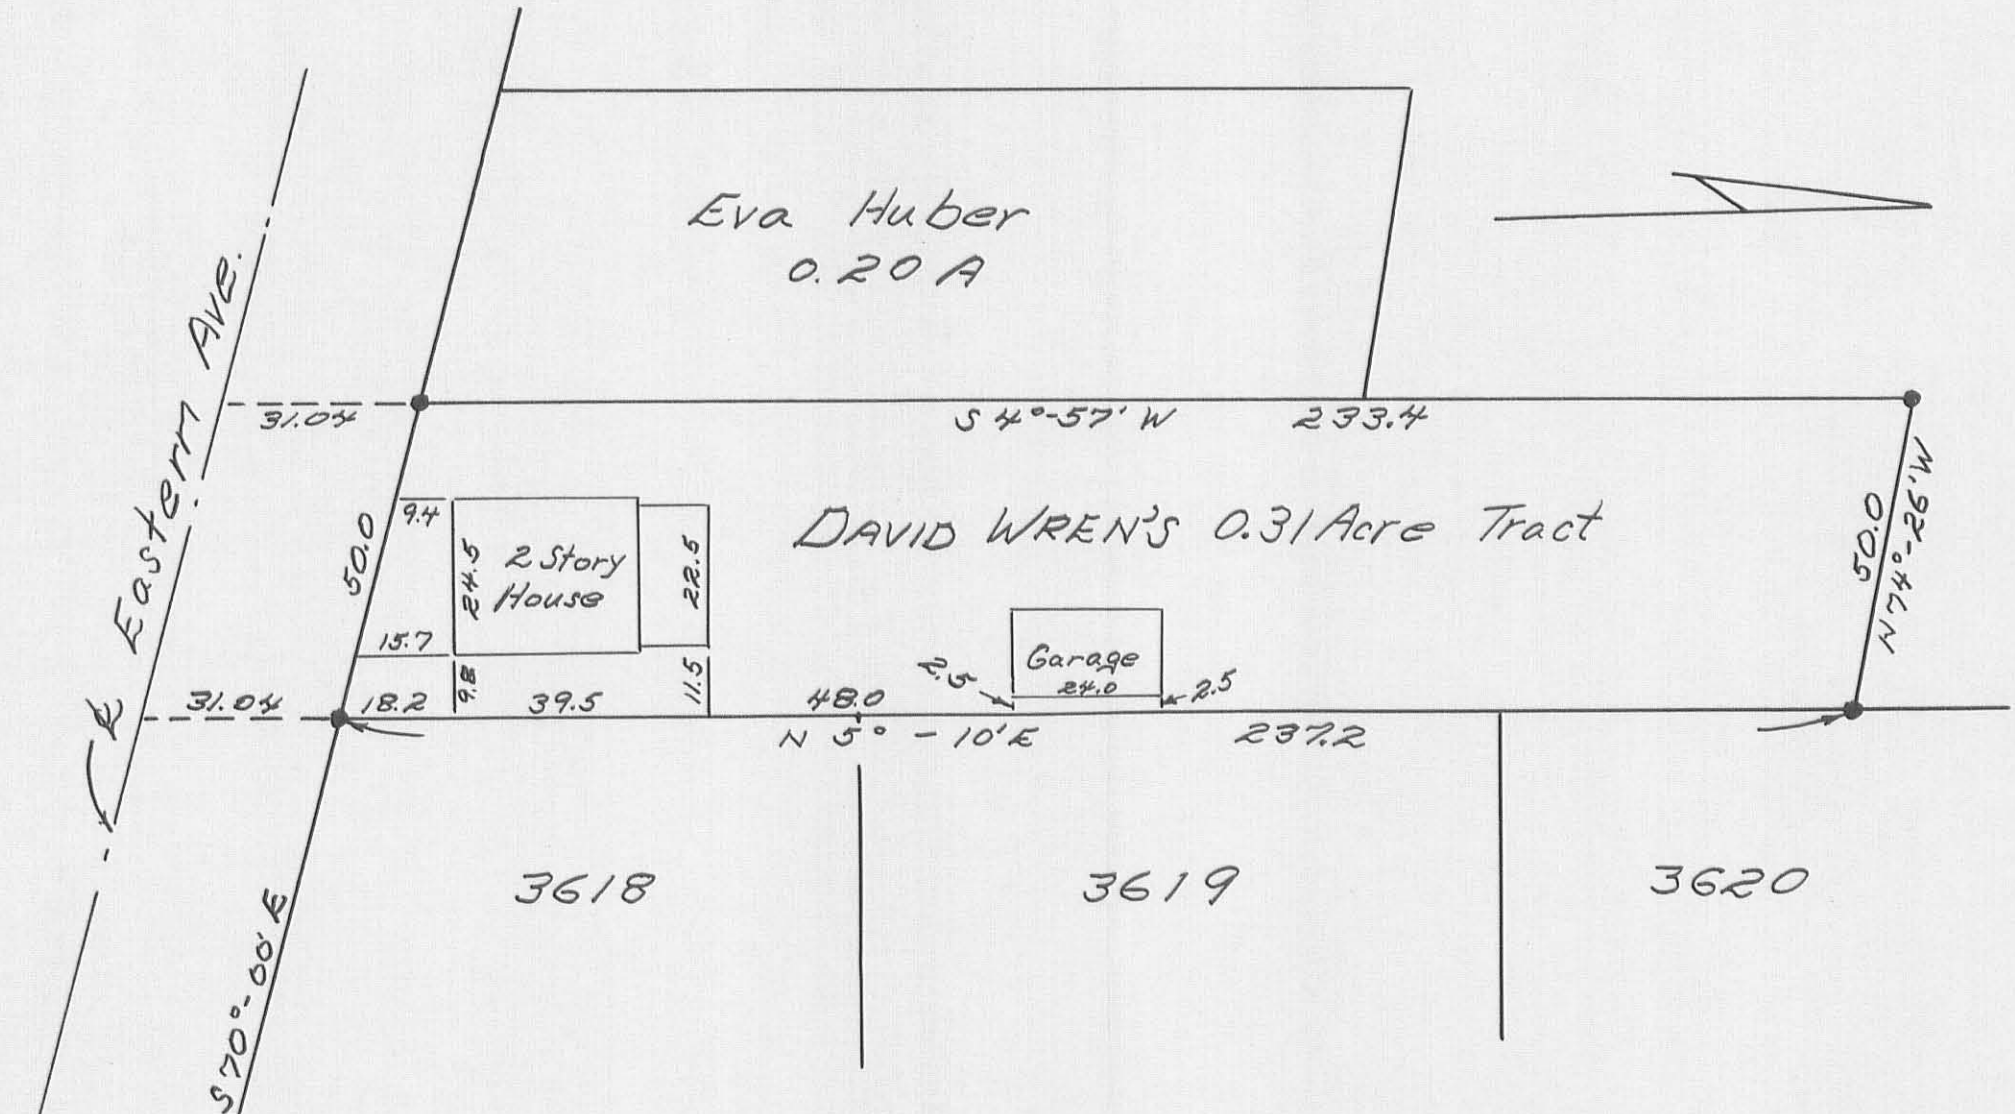 Eva Huber
0.20 A
℄ Eastern Ave.
31.04
S 4°-57' W 233.4
50.0
9.4
24.5
2 Story
House
22.5
DAVID WREN'S 0.31 Acre Tract
50.0
N 74°-26' W
15.7
Garage
24.0
2.5
2.5
31.04
18.2
9.8
39.5
11.5
48.0
N 5°-10' E 237.2
3618
3619
3620
S 70°-00' E